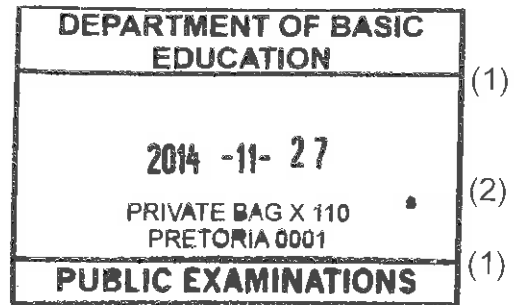 DEPARTMENT OF BASIC
EDUCATION
(1)
2014 -11- 27
(2)
PRIVATE BAG X 110
PRETORIA 0001
(1)
PUBLIC EXAMINATIONS